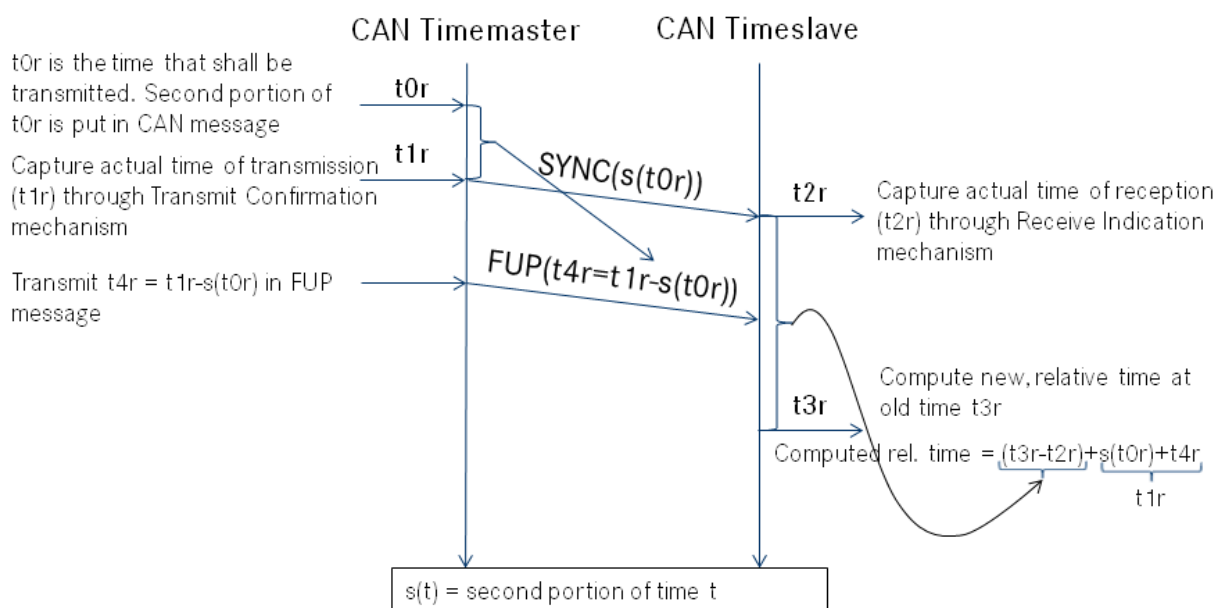 CAN Timemaster
CAN Timeslave
t0r is the time that shall be
transmitted. Second portion of
t0r is put in CAN message
t0r
Capture actual time of transmission
(t1r) through Transmit Confirmation
mechanism
t1r
SYNC(s(t0r))
t2r
Capture actual time of reception
(t2r) through Receive Indication
mechanism
Transmit t4r = t1r-s(t0r) in FUP
message
FUP(t4r=t1r-s(t0r))
t3r
Compute new, relative time at
old time t3r
Computed rel. time = (t3r-t2r)+s(t0r)+t4r
t1r
s(t) = second portion of time t